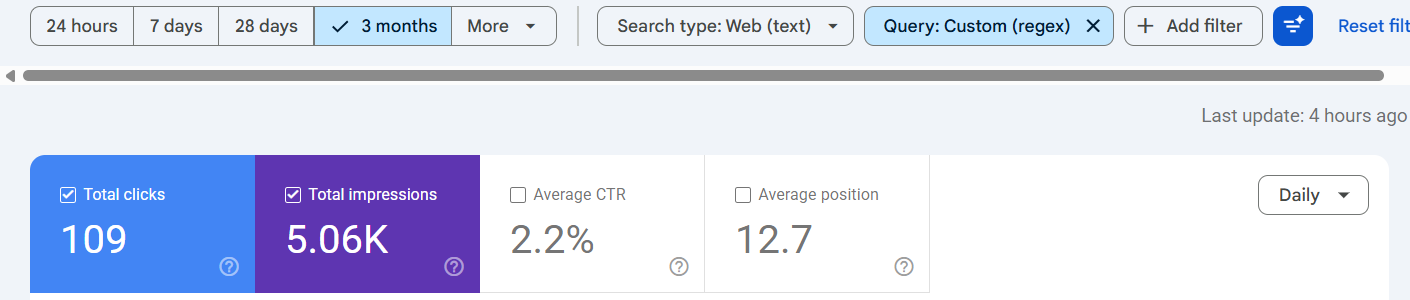 24 hours 7 days 28 days 3 months More Search type: Web (text) Query: Custom (regex) Add filter
Last update: 4 hours ago
Total clicks Total impressions Average CTR Average position Daily
109 5.06K 2.2% 12.7